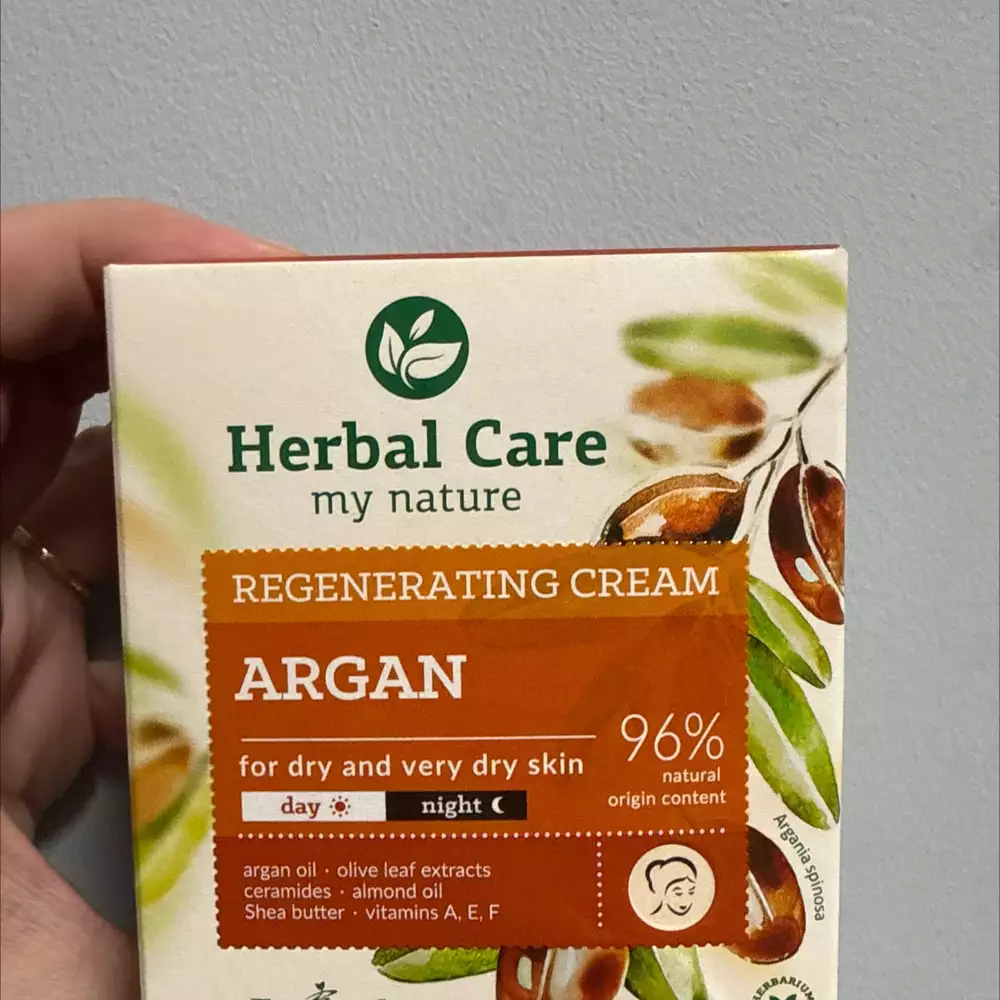 Herbal Care
my nature
REGENERATING CREAM
ARGAN
for dry and very dry skin
day night
96%
natural
origin content
argan oil · olive leaf extracts
ceramides · almond oil
Shea butter · vitamins A, E, F
Argania spinosa
HERBARIUM